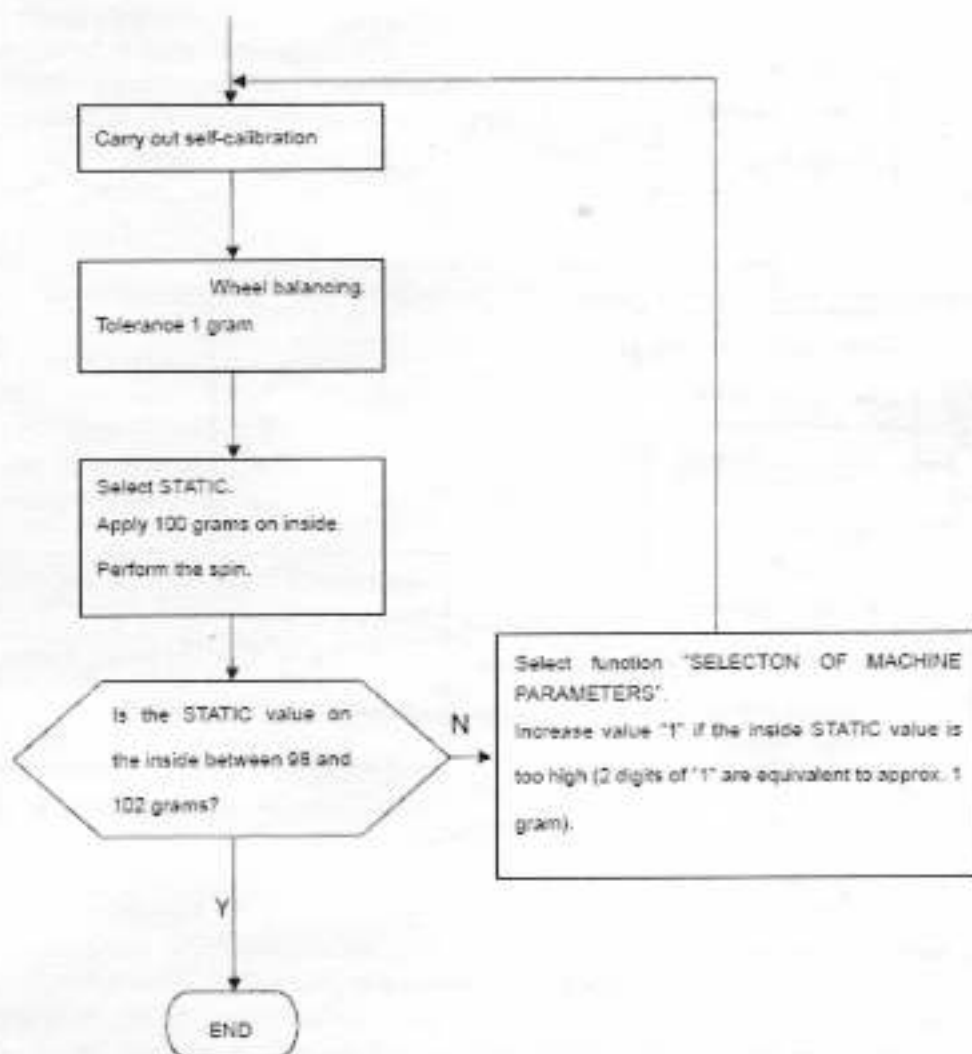 Carry out self-calibration
Wheel balancing.
Tolerance 1 gram
Select STATIC.
Apply 100 grams on inside.
Perform the spin.
Is the STATIC value on
the inside between 98 and
102 grams?
N
Select function "SELECTON OF MACHINE
PARAMETERS".
Increase value "1" if the inside STATIC value is
too high (2 digits of "1" are equivalent to approx. 1
gram).
Y
END